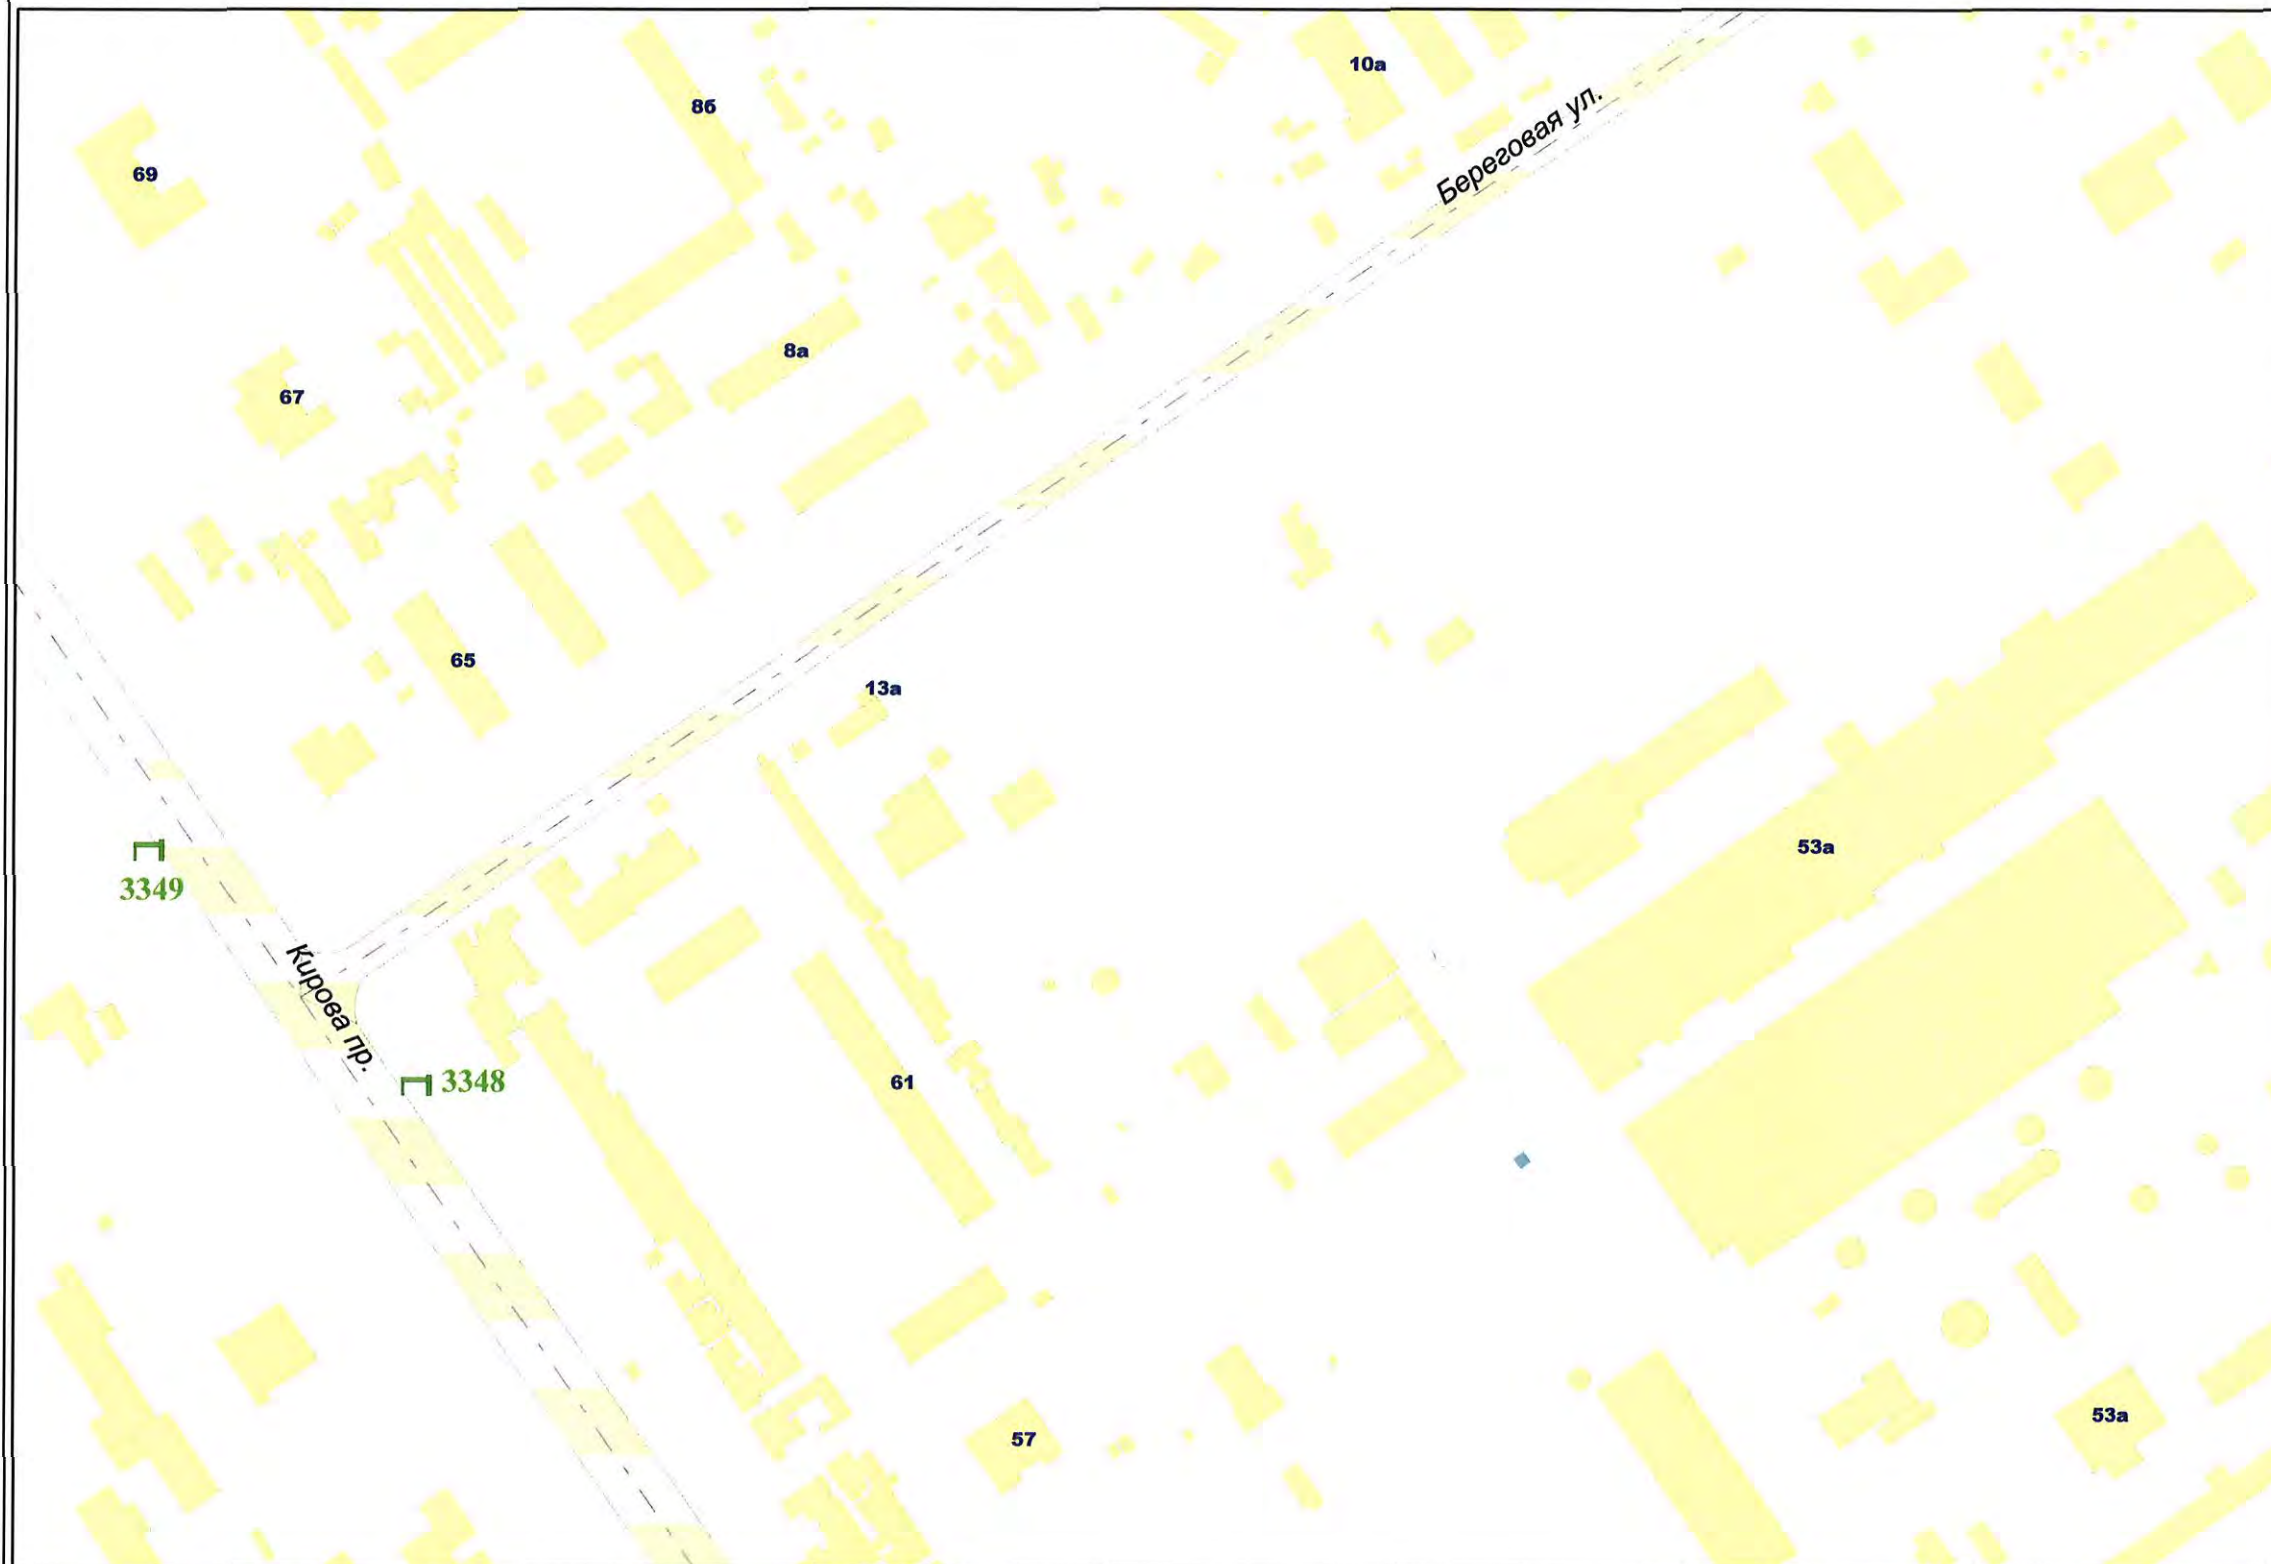 10а
8б
Береговая ул.
69
8а
67
65
13а
53а
3349
Кирова пр.
3348
61
53а
57